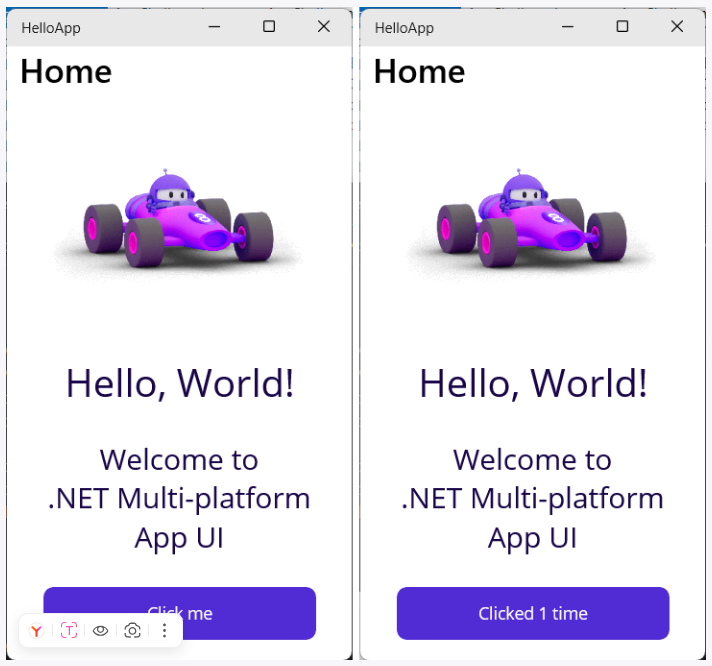 HelloApp
Home
Hello, World!
Welcome to
.NET Multi-platform
App UI
Click me
HelloApp
Home
Hello, World!
Welcome to
.NET Multi-platform
App UI
Clicked 1 time